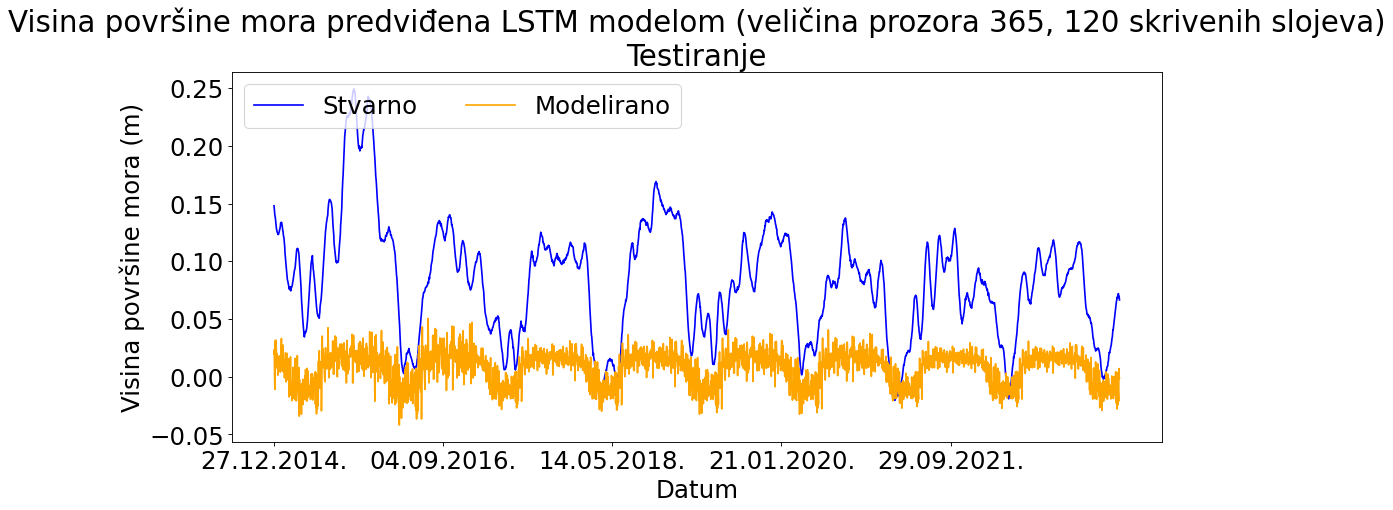 Visina površine mora predviđena LSTM modelom (veličina prozora 365, 120 skrivenih slojeva)
Testiranje
Stvarno Modelirano
Visina površine mora (m)
0.25
0.20
0.15
0.10
0.05
0.00
−0.05
27.12.2014. 04.09.2016. 14.05.2018. 21.01.2020. 29.09.2021.
Datum